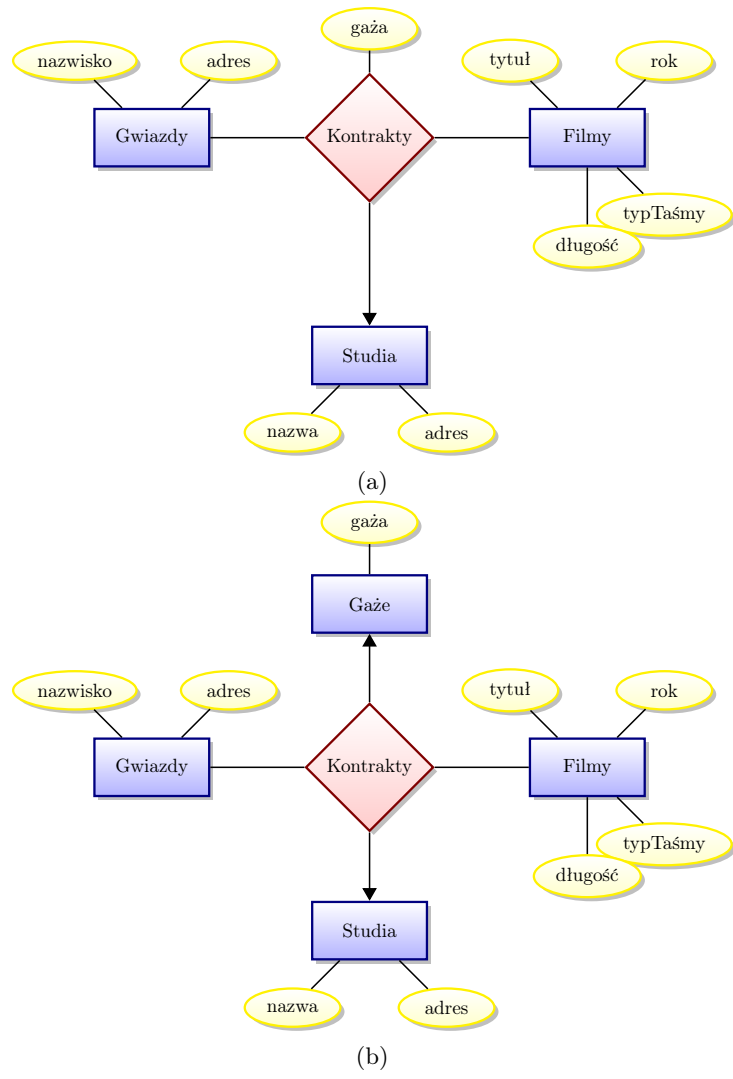 gaża
nazwisko adres tytuł rok
Gwiazdy Kontrakty Filmy
typTaśmy
długość
Studia
nazwa adres
(a)
gaża
Gaże
nazwisko adres tytuł rok
Gwiazdy Kontrakty Filmy
typTaśmy
długość
Studia
nazwa adres
(b)